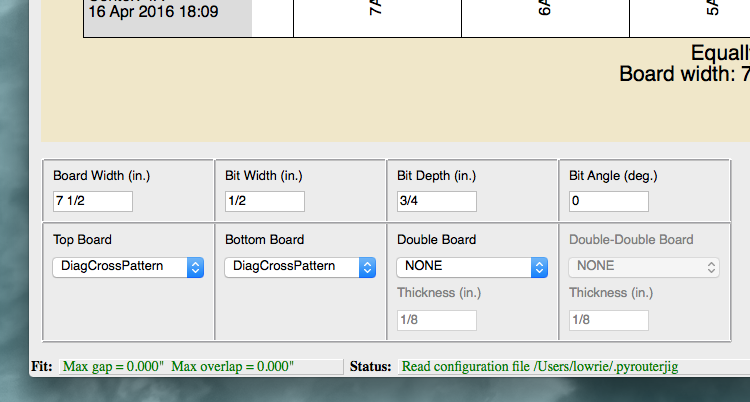 16 Apr 2016 18:09
7A
6A
5A
Equall
Board width: 7
Board Width (in.)
Bit Width (in.)
Bit Depth (in.)
Bit Angle (deg.)
7 1/2
1/2
3/4
0
Top Board
Bottom Board
Double Board
Double-Double Board
DiagCrossPattern
DiagCrossPattern
NONE
NONE
Thickness (in.)
Thickness (in.)
1/8
1/8
Fit: Max gap = 0.000" Max overlap = 0.000" Status: Read configuration file /Users/lowrie/.pyrouterjig